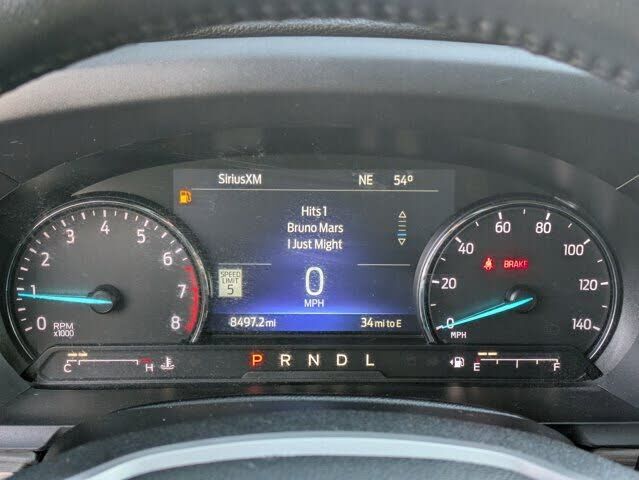 SiriusXM NE 54°
Hits 1
Bruno Mars
I Just Might
SPEED
LIMIT
5
0
MPH
8497.2 mi 34 mi to E
0 1 2 3 4 5 6 7 8
RPM
x1000
0 20 40 60 80 100 120 140
MPH
BRAKE
C H
P R N D L
E F